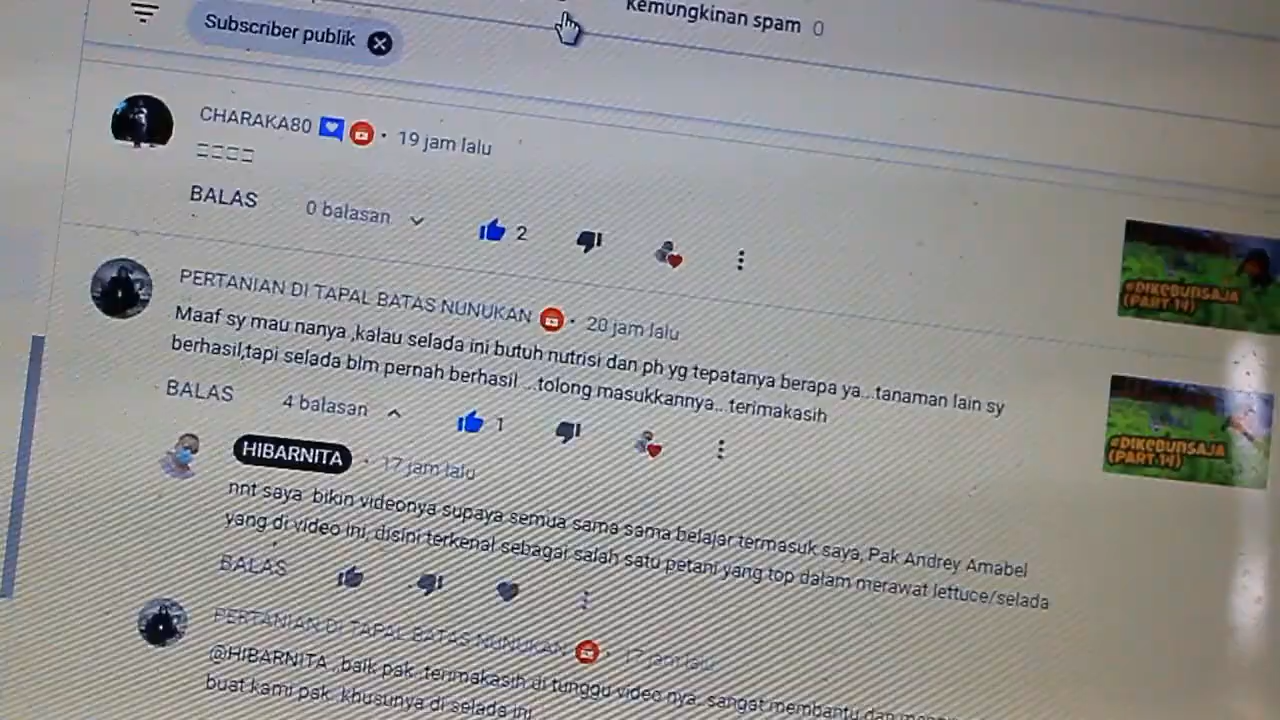 Kemungkinan spam 0
Subscriber publik
CHARAKA80 · 19 jam lalu
BALAS 0 balasan 2
#DIKEBUNSAJA
(PART 14)
PERTANIAN DI TAPAL BATAS NUNUKAN · 20 jam lalu
Maaf sy mau nanya ,kalau selada ini butuh nutrisi dan ph yg tepatanya berapa ya...tanaman lain sy
berhasil,tapi selada blm pernah berhasil ...tolong masukkannya...terimakasih
BALAS 4 balasan 1
#DIKEBUNSAJA
(PART 14)
HIBARNITA · 17 jam lalu
nnt saya bikin videonya supaya semua sama sama belajar termasuk saya, Pak Andrey Amabel
yang di video ini, disini terkenal sebagai salah satu petani yang top dalam merawat lettuce/selada
BALAS
PERTANIAN DI TAPAL BATAS NUNUKAN · 17 jam lalu
@HIBARNITA ,,baik pak..terimakasih di tunggu video nya..sangat membantu dan
buat kami pak..khusunya di selada ini